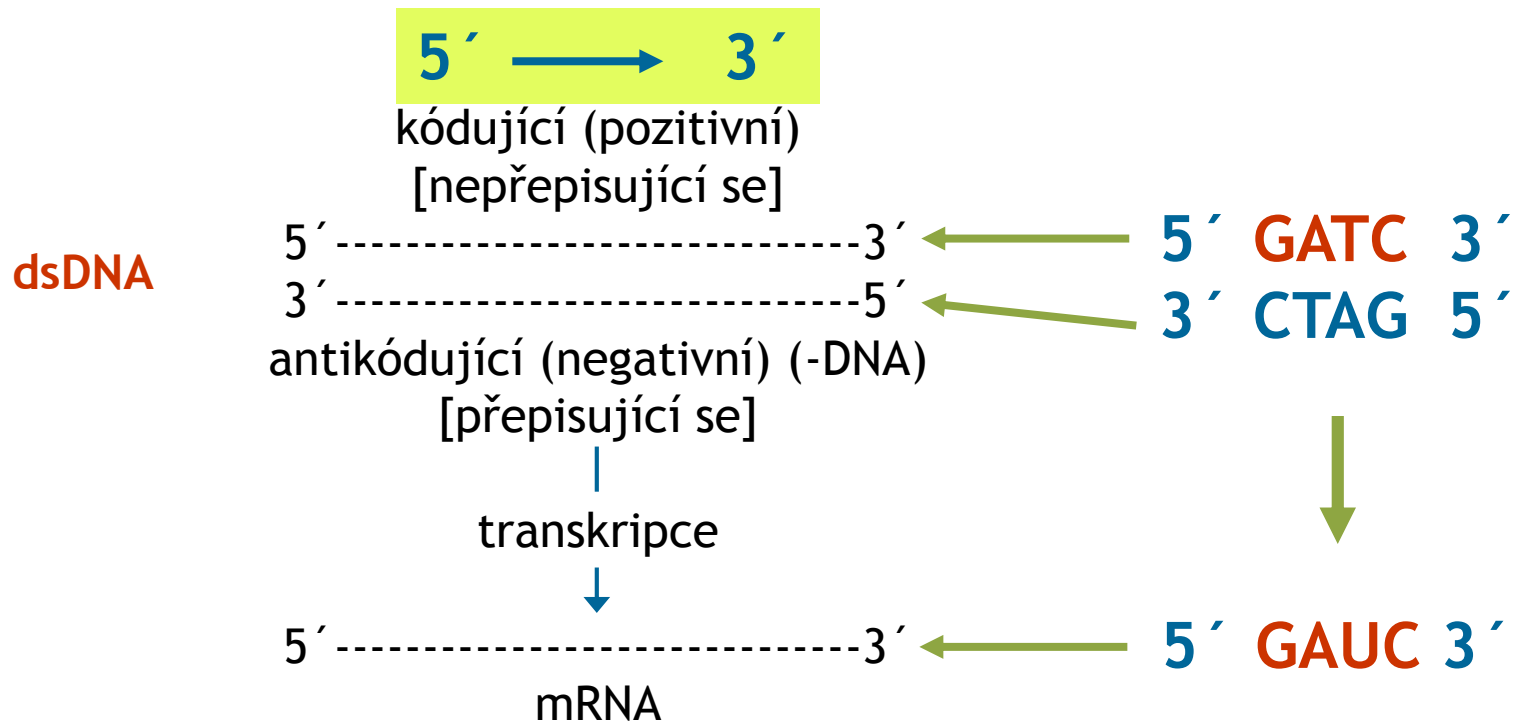 5´ 3´
kódující (pozitivní)
[nepřepisující se]
5´------------------------------3´
5´ GATC 3´
dsDNA
3´------------------------------5´
3´ CTAG 5´
antikódující (negativní) (-DNA)
[přepisující se]
transkripce
5´------------------------------3´
5´ GAUC 3´
mRNA